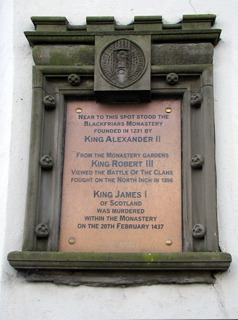 Near to this spot stood the
Blackfriars Monastery
founded in 1231 by
King Alexander II
From the Monastery gardens
King Robert III
Viewed the Battle Of The Clans
fought on the North Inch in 1396
King James I
of Scotland
was murdered
within the Monastery
on the 20th February 1437